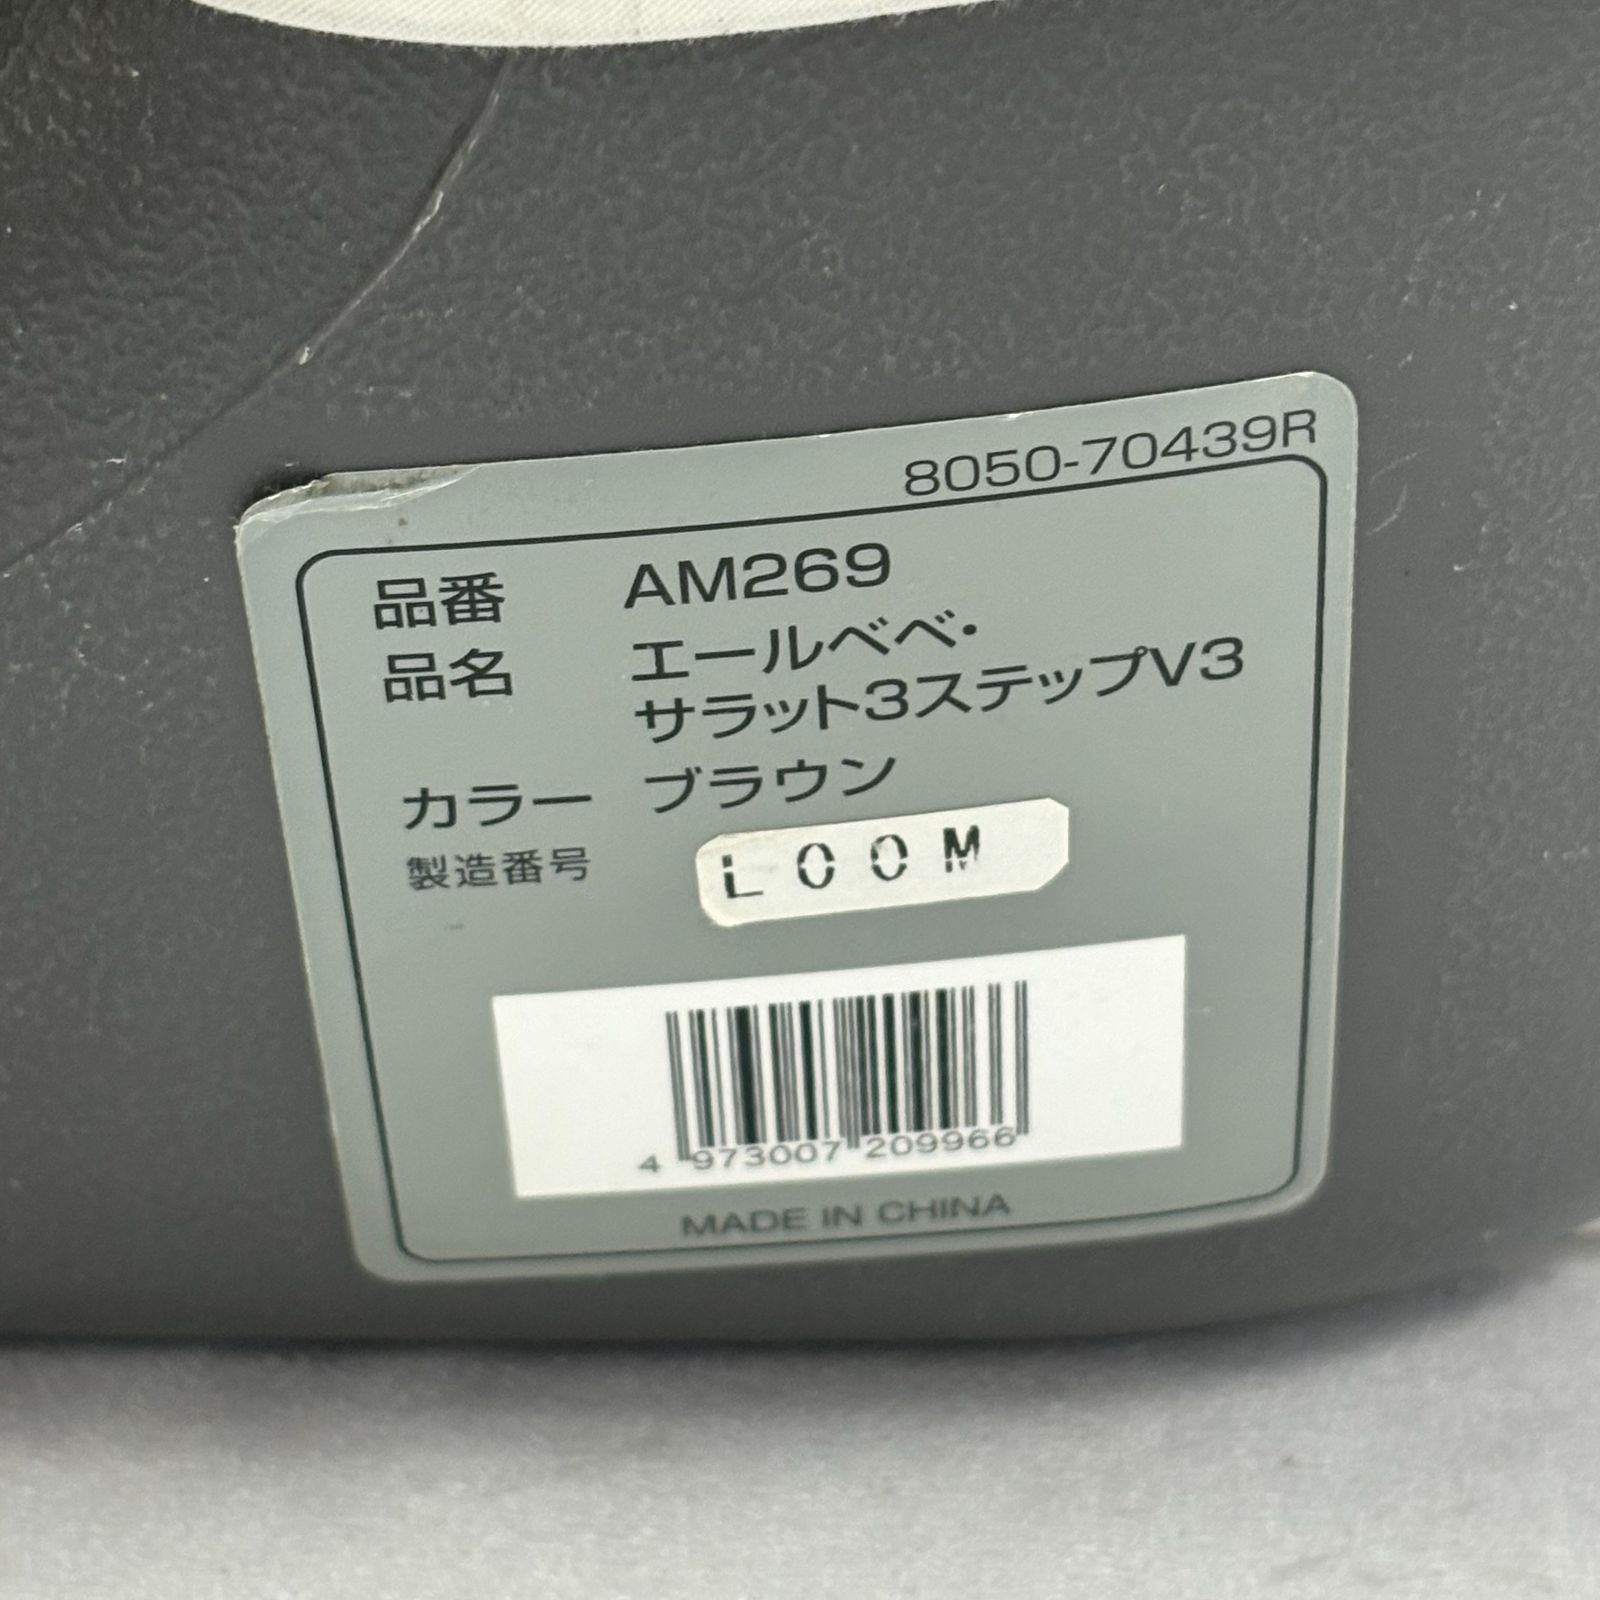 8050-70439R
品番 AM269
品名 エールベベ・
サラット3ステップV3
カラー ブラウン
製造番号 L00M
4 973007 209966
MADE IN CHINA